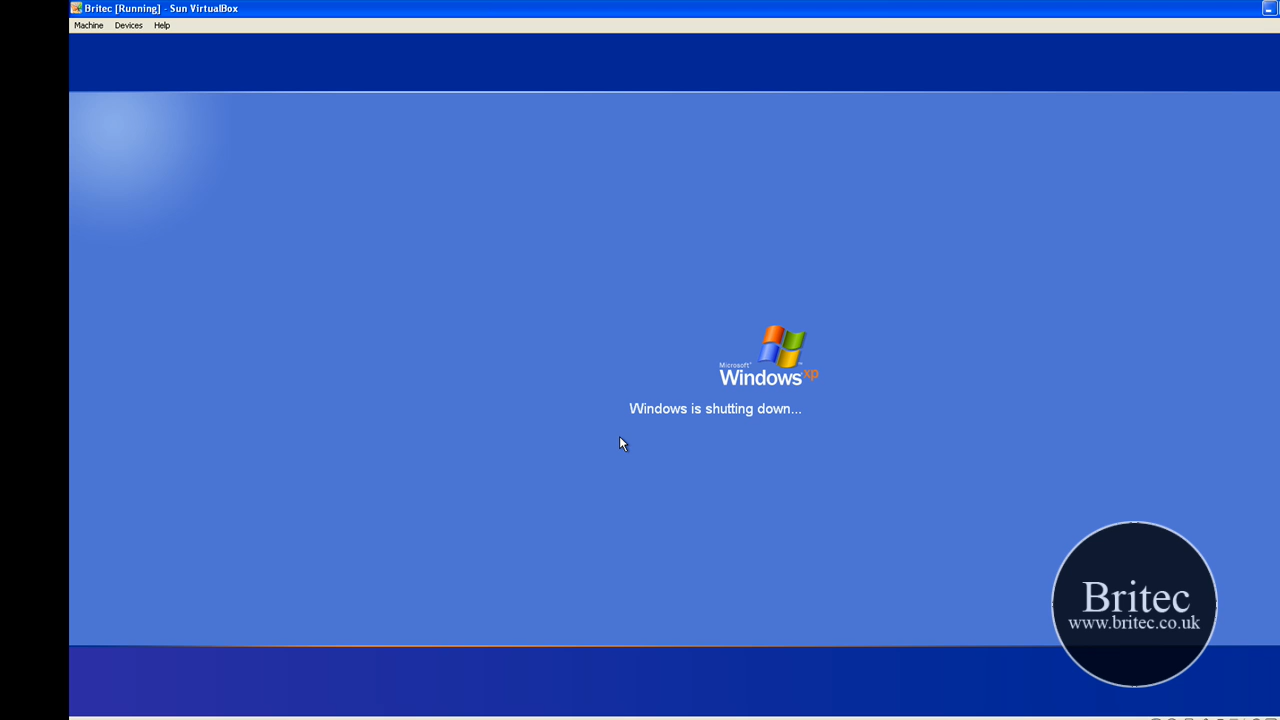 Britec [Running] - Sun VirtualBox
Machine Devices Help
Microsoft®
Windows xp
Windows is shutting down...
Britec
www.britec.co.uk